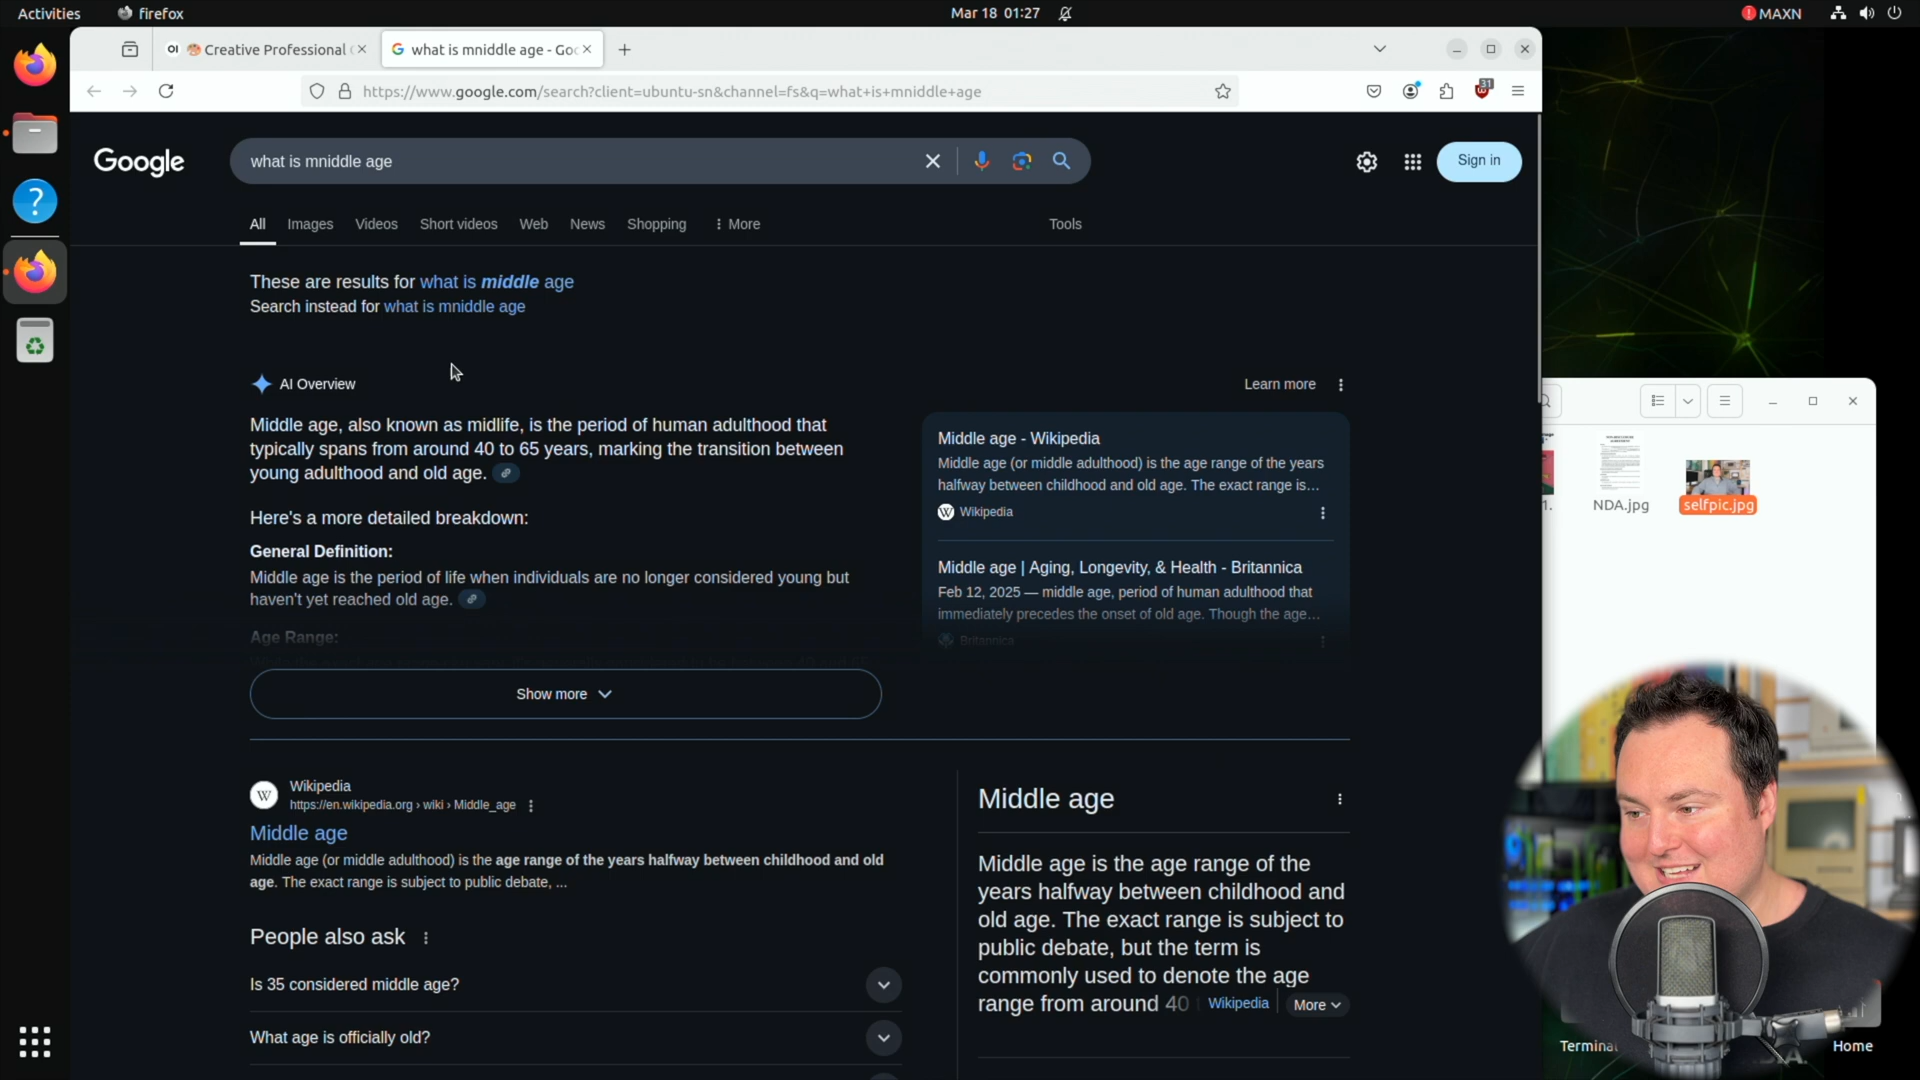 Activities
firefox
Mar 18 01:27
MAXN
Creative Professional
what is mniddle age - Goo
https://www.google.com/search?client=ubuntu-sn&channel=fs&q=what+is+mniddle+age
31
Google
what is mniddle age
Sign in
All
Images
Videos
Short videos
Web
News
Shopping
More
Tools
These are results for what is middle age
Search instead for what is mniddle age
AI Overview
Learn more
Middle age, also known as midlife, is the period of human adulthood that
typically spans from around 40 to 65 years, marking the transition between
young adulthood and old age.
Here's a more detailed breakdown:
General Definition:
Middle age is the period of life when individuals are no longer considered young but
haven't yet reached old age.
Age Range:
Show more
Middle age - Wikipedia
Middle age (or middle adulthood) is the age range of the years
halfway between childhood and old age. The exact range is...
Wikipedia
Middle age | Aging, Longevity, & Health - Britannica
Feb 12, 2025 — middle age, period of human adulthood that
immediately precedes the onset of old age. Though the age...
Britannica
Wikipedia
https://en.wikipedia.org › wiki › Middle_age
Middle age
Middle age (or middle adulthood) is the age range of the years halfway between childhood and old
age. The exact range is subject to public debate, ...
People also ask
Is 35 considered middle age?
What age is officially old?
Middle age
Middle age is the age range of the
years halfway between childhood and
old age. The exact range is subject to
public debate, but the term is
commonly used to denote the age
range from around 40
Wikipedia
More
1.
NDA.jpg
selfpic.jpg
Terminal
Home